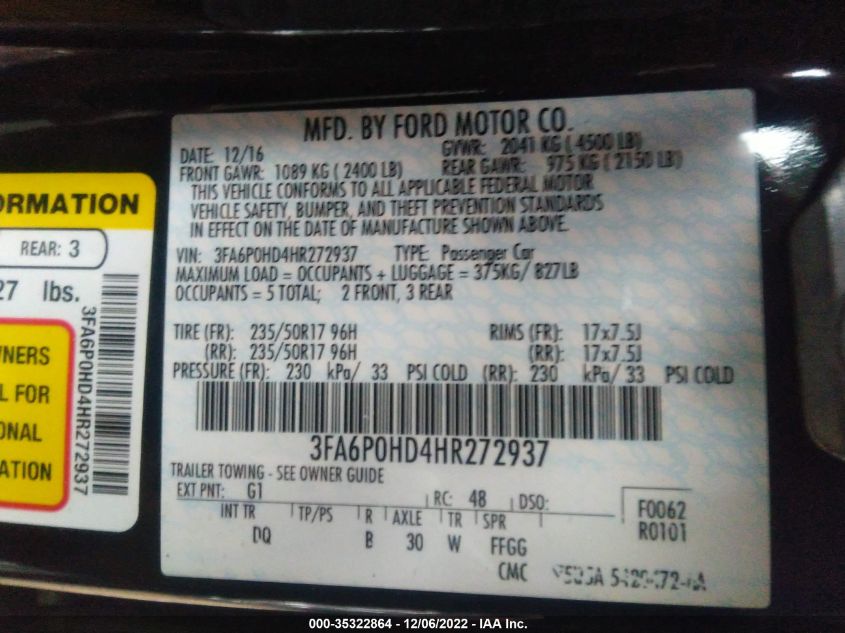 MFD. BY FORD MOTOR CO.
DATE: 12/16 GVWR: 2041 KG ( 4500 LB)
FRONT GAWR: 1089 KG ( 2400 LB) REAR GAWR: 975 KG ( 2150 LB)
THIS VEHICLE CONFORMS TO ALL APPLICABLE FEDERAL MOTOR
VEHICLE SAFETY, BUMPER, AND THEFT PREVENTION STANDARDS
IN EFFECT ON THE DATE OF MANUFACTURE SHOWN ABOVE.
VIN: 3FA6P0HD4HR272937 TYPE: Passenger Car
MAXIMUM LOAD = OCCUPANTS + LUGGAGE = 375KG/ 827LB
OCCUPANTS = 5 TOTAL; 2 FRONT, 3 REAR
TIRE (FR): 235/50R17 96H RIMS (FR): 17x7.5J
(RR): 235/50R17 96H (RR): 17x7.5J
PRESSURE (FR): 230 kPa/ 33 PSI COLD (RR): 230 kPa/ 33 PSI COLD
3FA6P0HD4HR272937
TRAILER TOWING - SEE OWNER GUIDE
EXT PNT: G1 RC: 48 DSO:
INT TR TP/PS R AXLE TR SPR
DQ B 30 W FFGG
CMC
F0062
R0101
ORMATION
REAR: 3
27 lbs.
WNERS
L FOR
ONAL
ATION
3FA6P0HD4HR272937
000-35322864 - 12/06/2022 - IAA Inc.